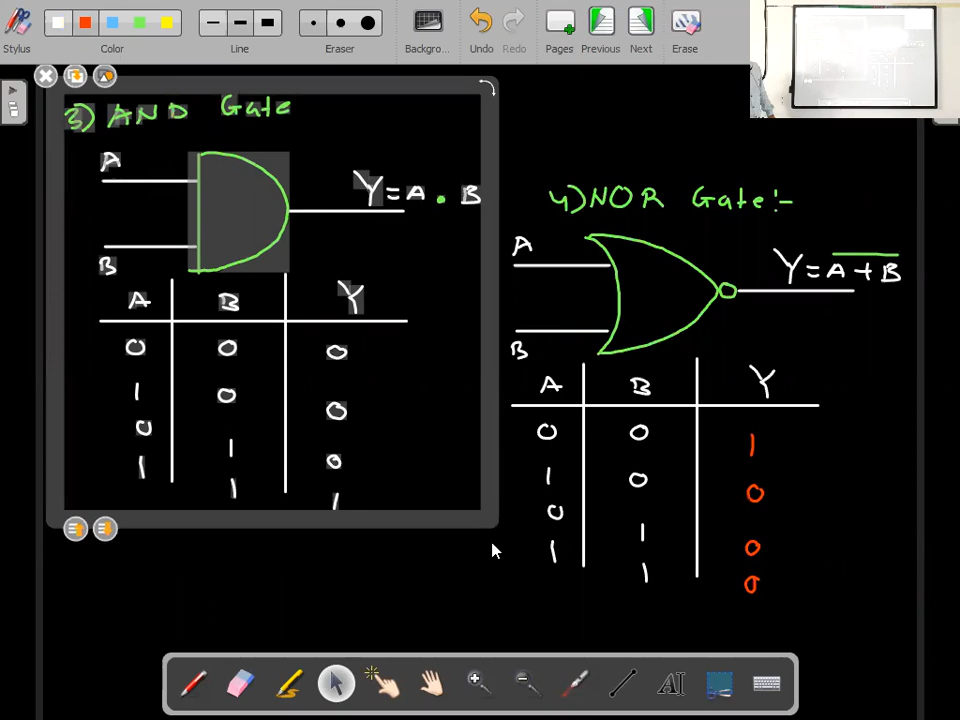 Stylus Color Line Eraser Backgro... Undo Redo Pages Previous Next Erase
3) AND Gate
A
Y = A . B
B
A B Y
0 0 0
1 0 0
0 1 0
1 1 1
4) NOR Gate :-
A
Y = A + B
B
A B Y
0 0 1
1 0 0
0 1 0
1 1 0
AI